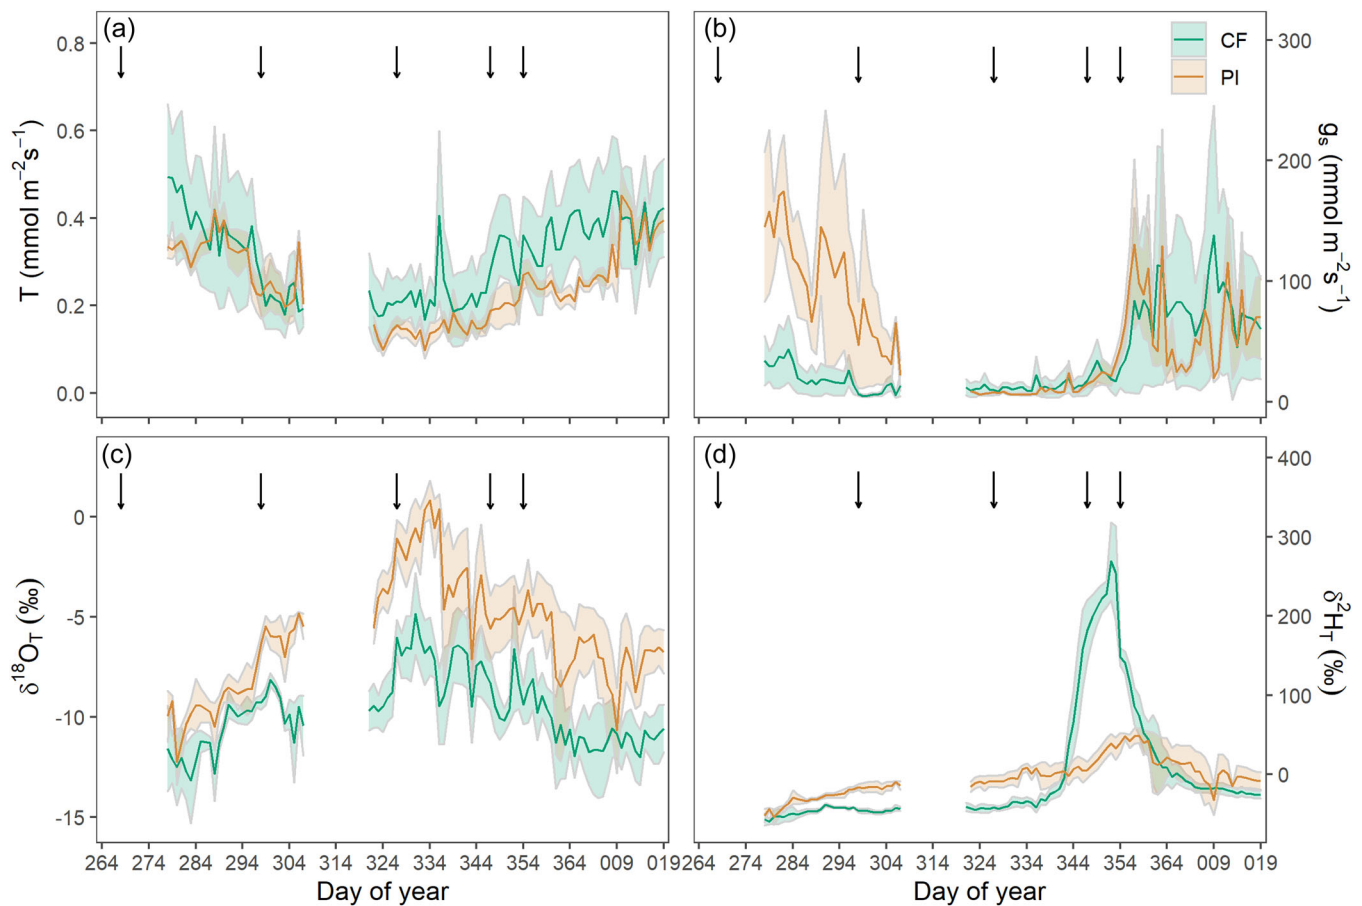 (a)
0.8
0.6
0.4
0.2
0.0
T (mmol m⁻²s⁻¹)
(b)
CF
PI
300
200
100
0
gₛ (mmol m⁻²s⁻¹)
(c)
0
-5
-10
-15
δ¹⁸O_T (‰)
264 274 284 294 304 314 324 334 344 354 364 009 019
Day of year
(d)
400
300
200
100
0
δ²H_T (‰)
264 274 284 294 304 314 324 334 344 354 364 009 019
Day of year